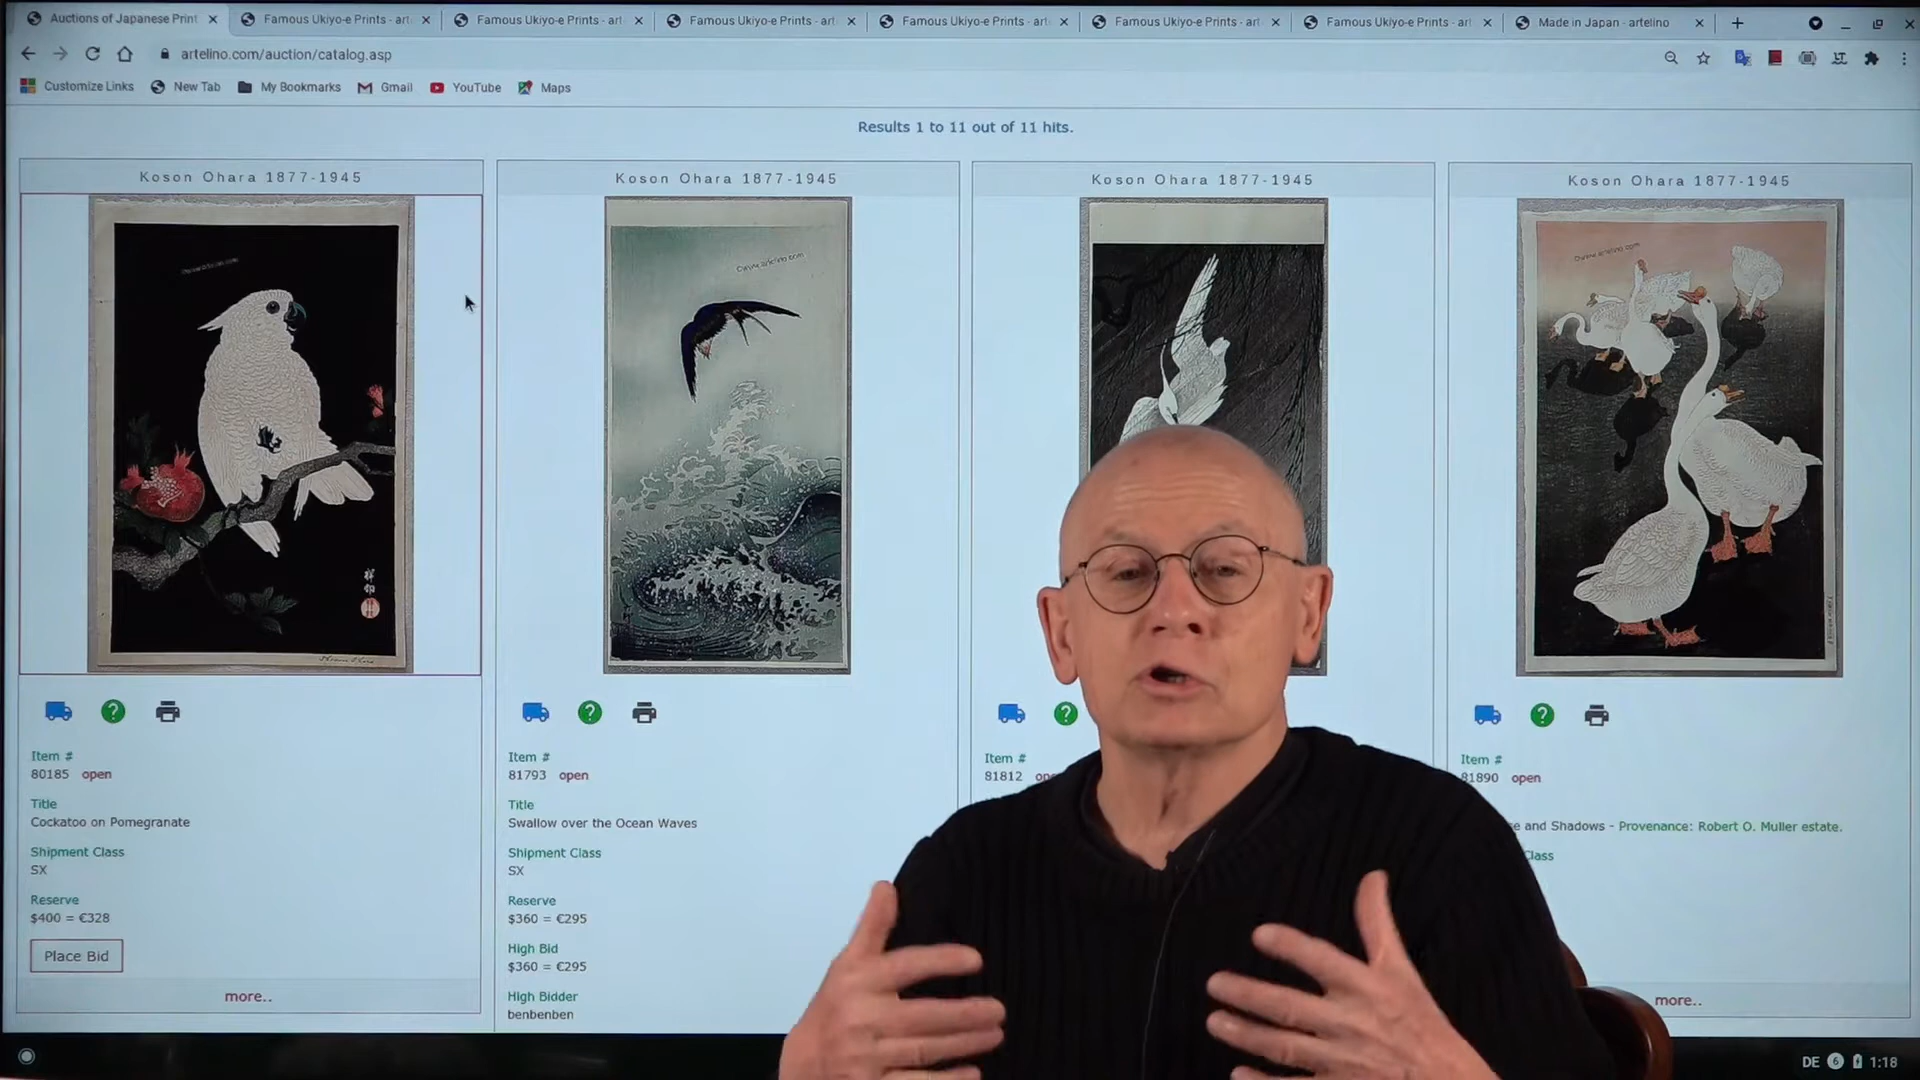 Auctions of Japanese Print
Famous Ukiyo-e Prints - art
Famous Ukiyo-e Prints - art
Famous Ukiyo-e Prints - art
Famous Ukiyo-e Prints - art
Famous Ukiyo-e Prints - art
Famous Ukiyo-e Prints - art
Made in Japan - artelino
artelino.com/auction/catalog.asp
Customize Links
New Tab
My Bookmarks
Gmail
YouTube
Maps
Results 1 to 11 out of 11 hits.
Koson Ohara 1877-1945
Koson Ohara 1877-1945
Koson Ohara 1877-1945
Koson Ohara 1877-1945
Item #
80185 open
Title
Cockatoo on Pomegranate
Shipment Class
SX
Reserve
$400 = €328
Place Bid
more..
Item #
81793 open
Title
Swallow over the Ocean Waves
Shipment Class
SX
Reserve
$360 = €295
High Bid
$360 = €295
High Bidder
benbenben
Item #
81812
Item #
81890 open
and Shadows - Provenance: Robert O. Muller estate.
Class
more..
DE 6 1:18